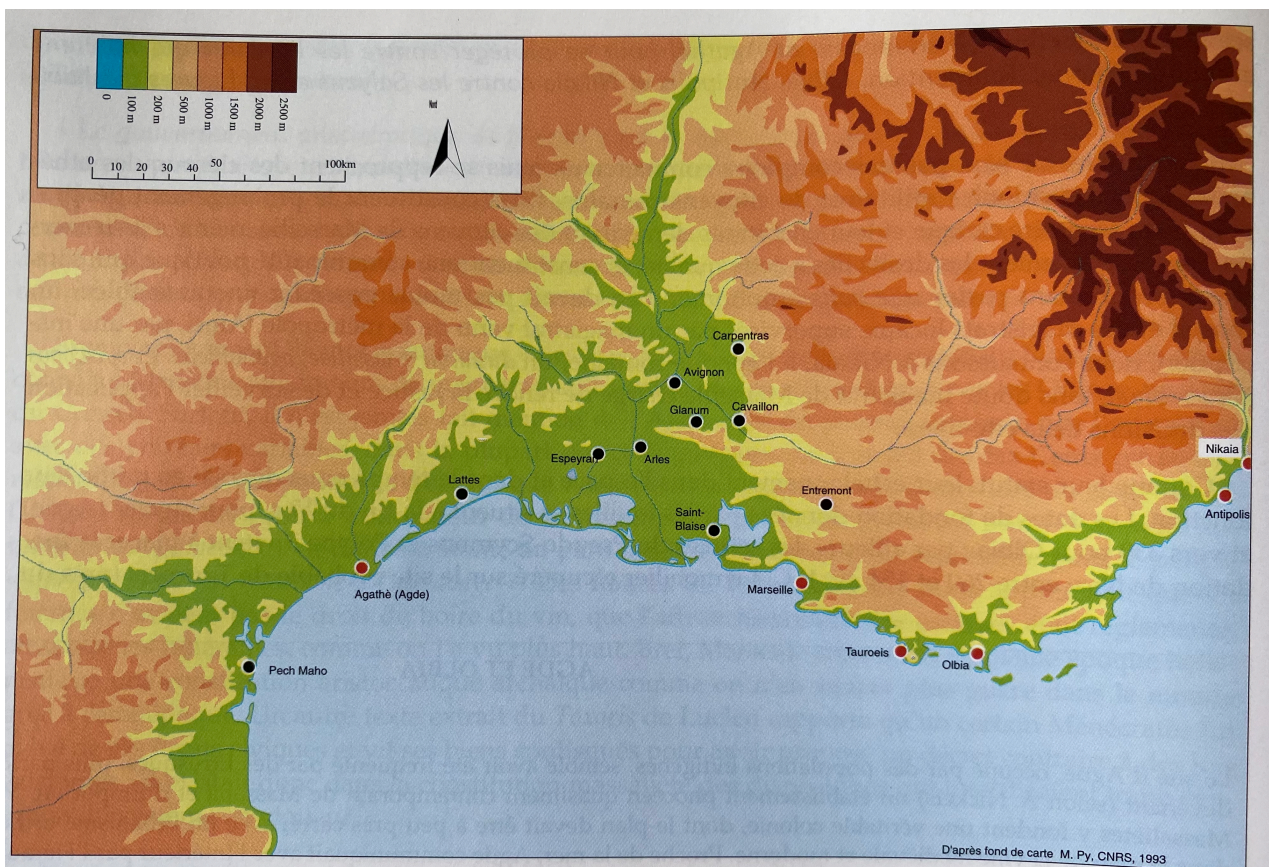 0
100 m
200 m
500 m
1000 m
1500 m
2000 m
2500 m
0 10 20 30 40 50 100km
Carpentras
Avignon
Glanum
Cavaillon
Espeyran
Arles
Nikaia
Lattes
Entremont
Antipolis
Saint-
Blaise
Marseille
Agathè (Agde)
Tauroeis
Olbia
Pech Maho
D'après fond de carte M. Py, CNRS, 1993